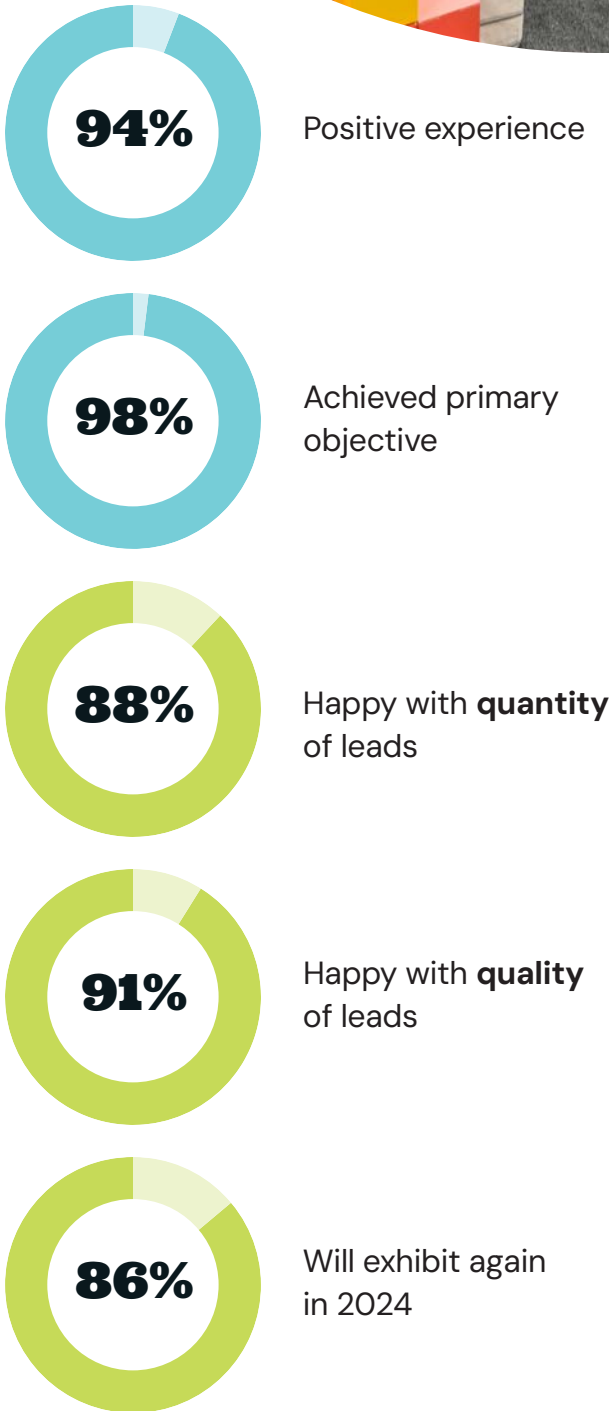 94%
Positive experience
98%
Achieved primary
objective
88%
Happy with quantity
of leads
91%
Happy with quality
of leads
86%
Will exhibit again
in 2024